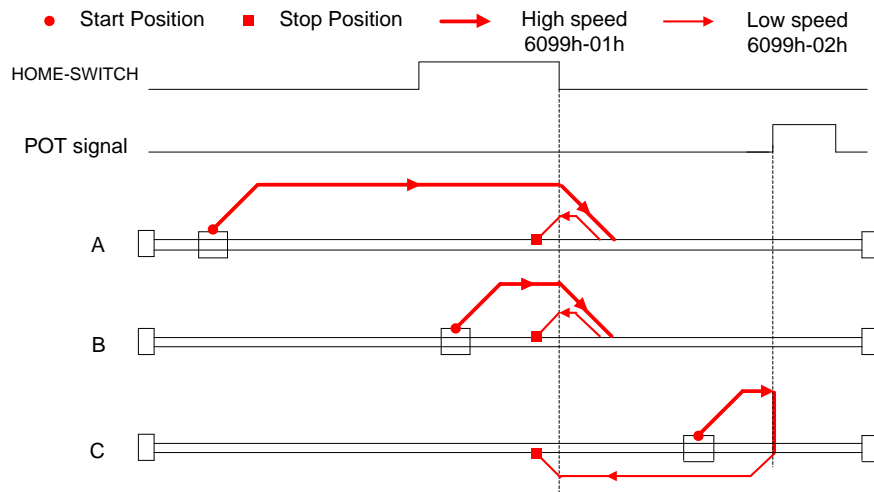 Start Position
Stop Position
High speed
6099h-01h
Low speed
6099h-02h
HOME-SWITCH
POT signal
A
B
C